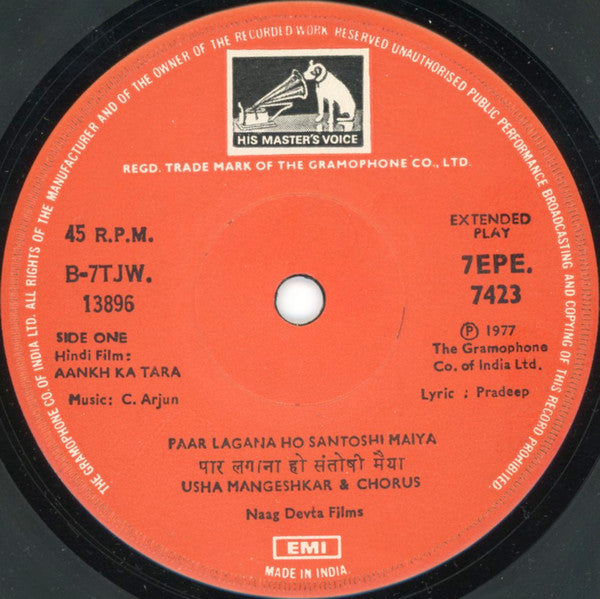 THE GRAMOPHONE CO. OF INDIA LTD. ALL RIGHTS OF THE MANUFACTURER AND OF THE OWNER OF THE RECORDED WORK RESERVED UNAUTHORISED PUBLIC PERFORMANCE BROADCASTING AND COPYING OF THIS RECORD PROHIBITED.
HIS MASTER'S VOICE
REGD. TRADE MARK OF THE GRAMOPHONE CO., LTD.
45 R.P.M.
B-7TJW.
13896
SIDE ONE
Hindi Film:
AANKH KA TARA
Music: C. Arjun
EXTENDED
PLAY
7EPE.
7423
Ⓟ 1977
The Gramophone
Co. of India Ltd.
Lyric ; Pradeep
PAAR LAGANA HO SANTOSHI MAIYA
पार लगाना हो संतोषी मैया
USHA MANGESHKAR & CHORUS
Naag Devta Films
EMI
MADE IN INDIA.